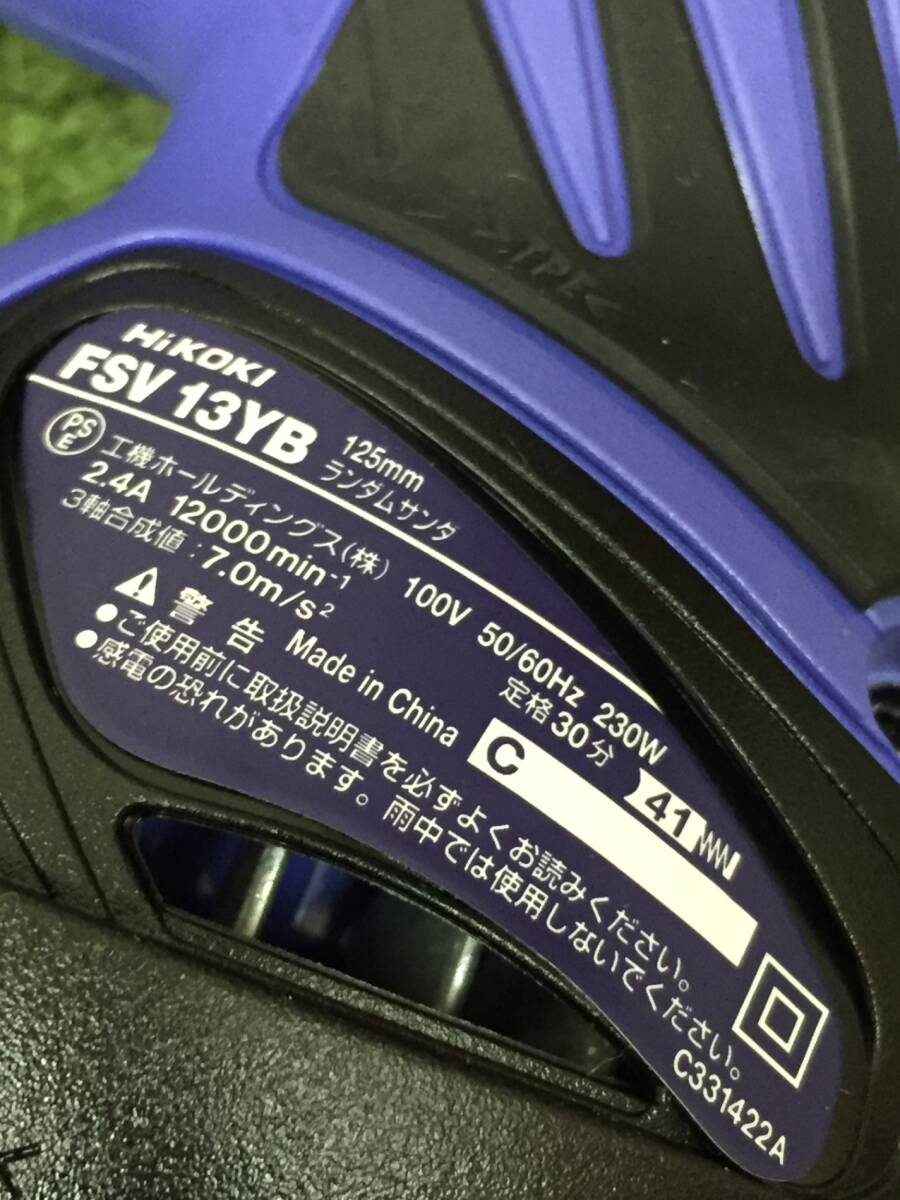 >TPE<
HiKOKI
FSV 13YB 125mm ランダムサンダ
PSE 工機ホールディングス(株) 100V 50/60Hz 230W
2.4A 12000min⁻¹ 定格30分
3軸合成値:7.0m/s² 41
警告 Made in China C
●ご使用前に取扱説明書を必ずよくお読みください。
●感電の恐れがあります。雨中では使用しないでください。
C331422A